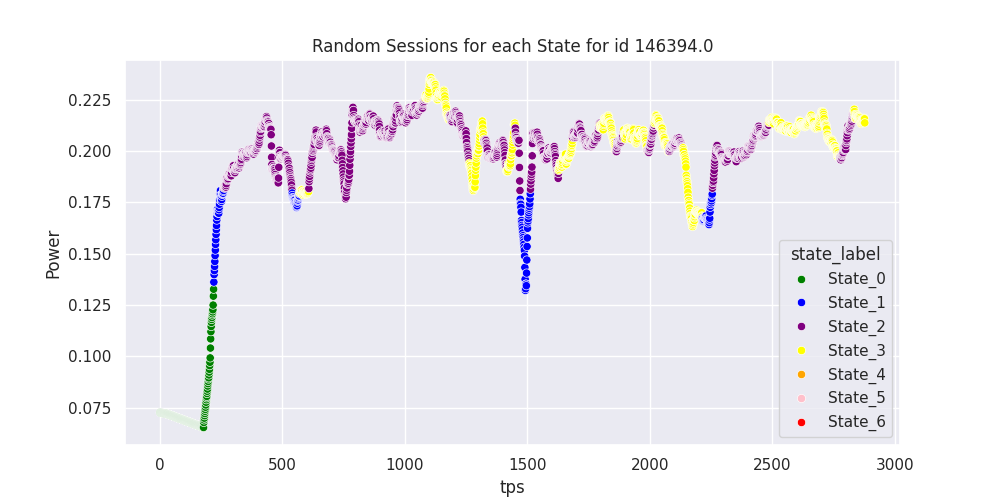 Random Sessions for each State for id 146394.0
0.225
0.200
0.175
0.150
0.125
0.100
0.075
Power
0
500
1000
1500
2000
2500
3000
tps
state_label
State_0
State_1
State_2
State_3
State_4
State_5
State_6